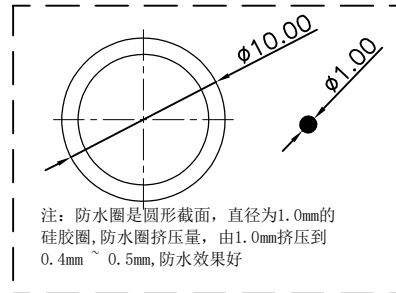 ø10.00
ø1.00
注：防水圈是圆形截面，直径为1.0mm的
硅胶圈,防水圈挤压量，由1.0mm挤压到
0.4mm ~ 0.5mm,防水效果好